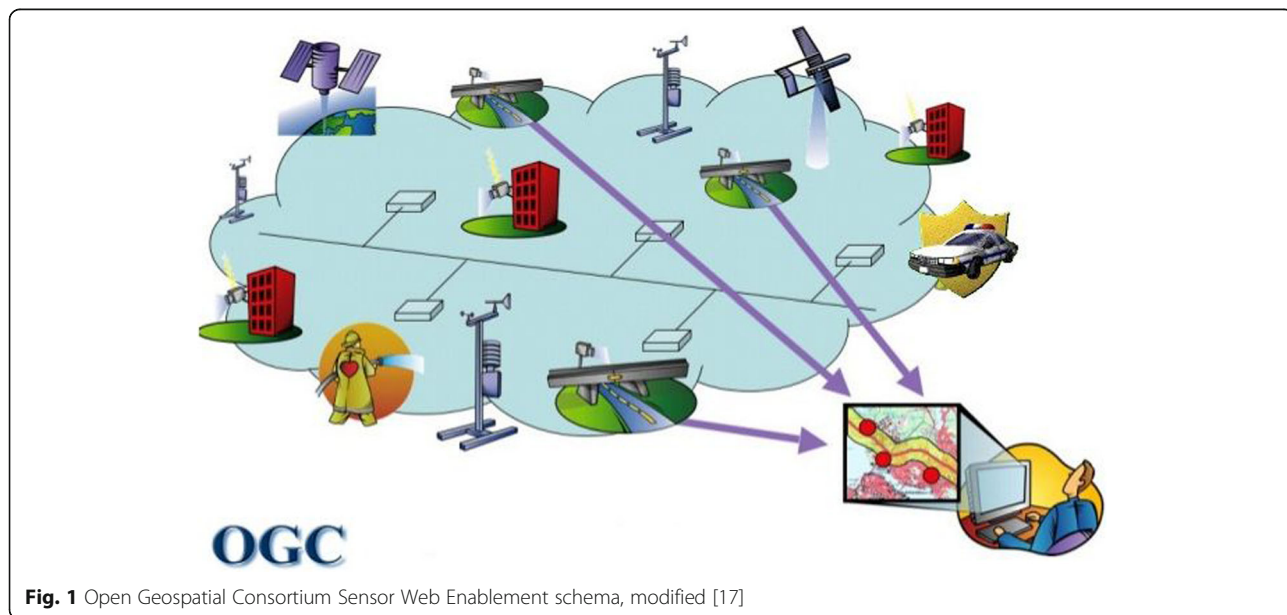 OGC
Fig. 1 Open Geospatial Consortium Sensor Web Enablement schema, modified [17]